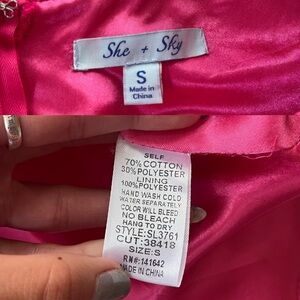 She + Sky
S
Made in
China
SELF
70% COTTON
30%POLYESTER
LINING
100%POLYESTER
HAND WASH COLD
WATER SEPARATELY
COLOR WILL BLEED
NO BLEACH
HANG TO DRY
STYLE:SL3761
CUT:38418
SIZE:S
RN#:141642
MADE IN CHINA